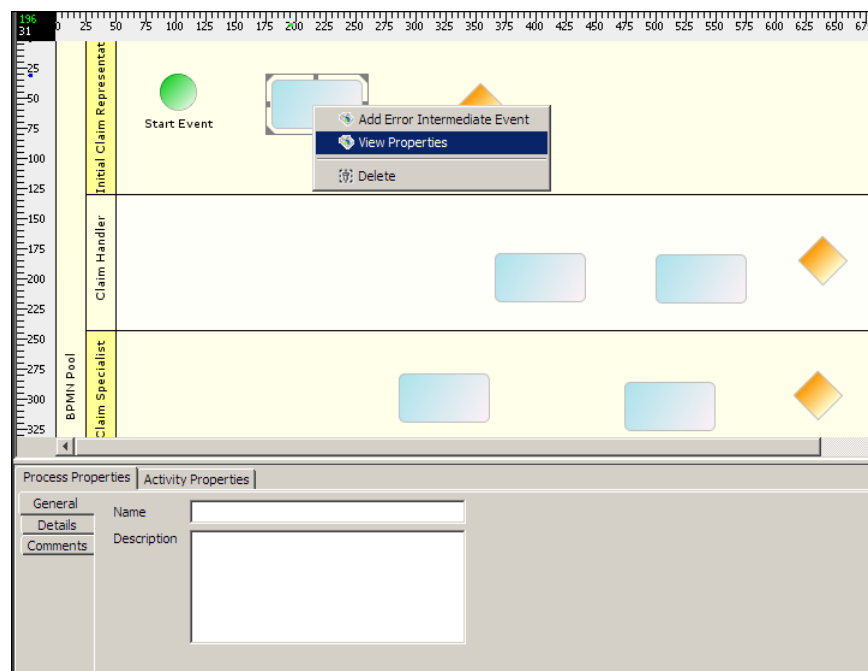 196
31
0 25 50 75 100 125 150 175 200 225 250 275 300 325 350 375 400 425 450 475 500 525 550 575 600 625 650
25
50
75
100
125
150
175
200
225
250
275
300
325
BPMN Pool
Initial Claim
Claim Handler
Claim Specialist
Start Event
Add Error Intermediate Event
View Properties
Delete
Process Properties Activity Properties
General
Details
Comments
Name
Description